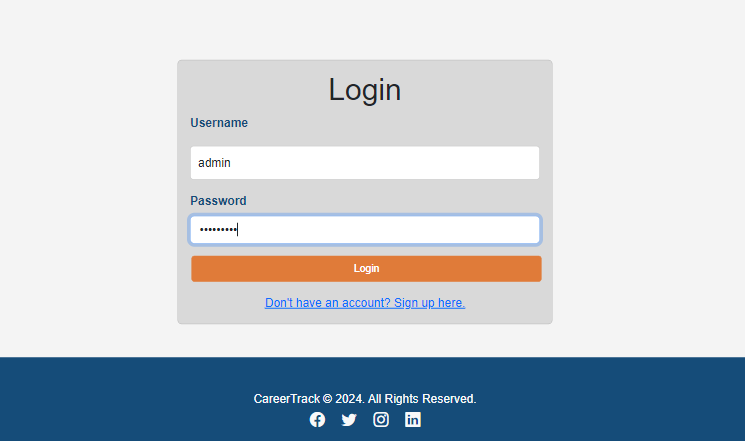 Login
Username
admin
Password
•••••••••
Login
Don't have an account? Sign up here.
CareerTrack © 2024. All Rights Reserved.